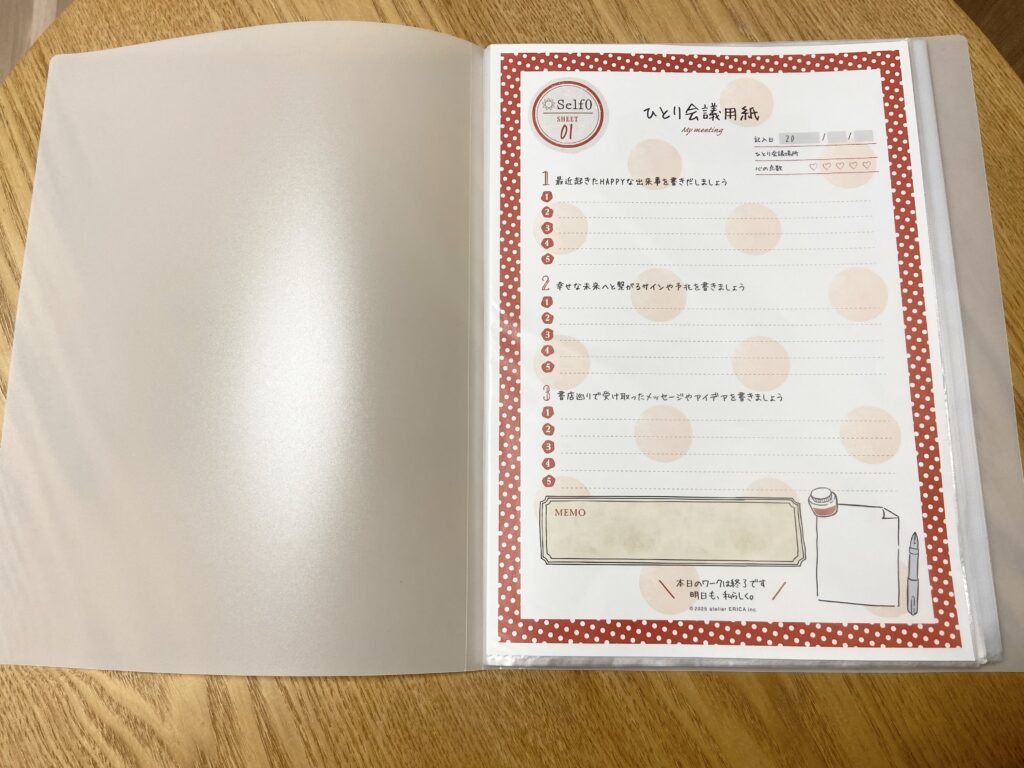 Self0
SHEET
01
ひとり会議用紙
My meeting
記入日 20 / /
ひとり会議場所
心の点数 ♡♡♡♡♡
1 最近起きたHAPPYな出来事を書きだしましょう
1
2
3
4
5
2 幸せな未来へと繋がるサインや予兆を書きましょう
1
2
3
4
5
3 書店巡りで受け取ったメッセージやアイデアを書きましょう
1
2
3
4
5
MEMO
本日のワークは終了です
明日も、私らしく。
©2025 atelier ERICA inc.